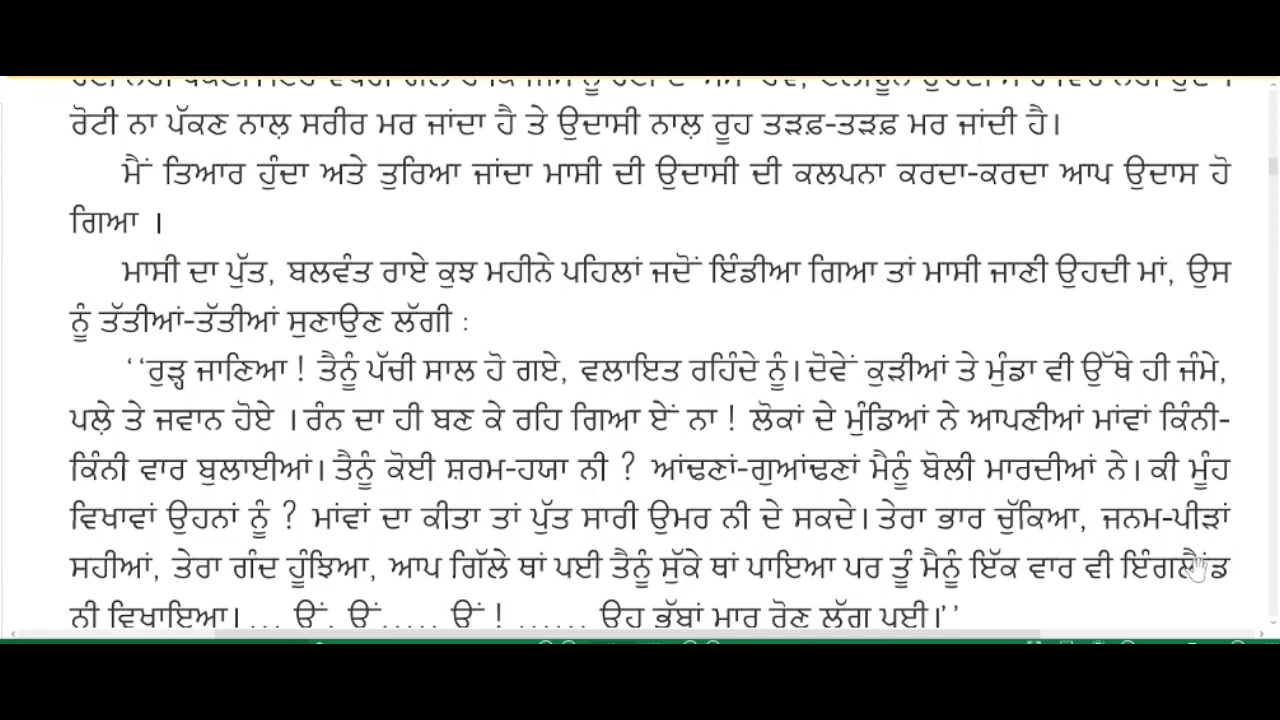 ਰੋਟੀ ਨਾ ਪੱਕਣ ਨਾਲ਼ ਸਰੀਰ ਮਰ ਜਾਂਦਾ ਹੈ ਤੇ ਉਦਾਸੀ ਨਾਲ਼ ਰੂਹ ਤੜਫ਼-ਤੜਫ਼ ਮਰ ਜਾਂਦੀ ਹੈ।
ਮੈਂ ਤਿਆਰ ਹੁੰਦਾ ਅਤੇ ਤੁਰਿਆ ਜਾਂਦਾ ਮਾਸੀ ਦੀ ਉਦਾਸੀ ਦੀ ਕਲਪਨਾ ਕਰਦਾ-ਕਰਦਾ ਆਪ ਉਦਾਸ ਹੋ
ਗਿਆ ।
ਮਾਸੀ ਦਾ ਪੁੱਤ, ਬਲਵੰਤ ਰਾਏ ਕੁਝ ਮਹੀਨੇ ਪਹਿਲਾਂ ਜਦੋਂ ਇੰਡੀਆ ਗਿਆ ਤਾਂ ਮਾਸੀ ਜਾਣੀ ਉਹਦੀ ਮਾਂ, ਉਸ
ਨੂੰ ਤੱਤੀਆਂ-ਤੱਤੀਆਂ ਸੁਣਾਉਣ ਲੱਗੀ :
‘‘ਰੁੜ੍ਹ ਜਾਣਿਆ ! ਤੈਨੂੰ ਪੱਚੀ ਸਾਲ ਹੋ ਗਏ, ਵਲਾਇਤ ਰਹਿੰਦੇ ਨੂੰ। ਦੋਵੇਂ ਕੁੜੀਆਂ ਤੇ ਮੁੰਡਾ ਵੀ ਉੱਥੇ ਹੀ ਜੰਮੇ,
ਪਲ਼ੇ ਤੇ ਜਵਾਨ ਹੋਏ । ਰੰਨ ਦਾ ਹੀ ਬਣ ਕੇ ਰਹਿ ਗਿਆ ਏਂ ਨਾ ! ਲੋਕਾਂ ਦੇ ਮੁੰਡਿਆਂ ਨੇ ਆਪਣੀਆਂ ਮਾਂਵਾਂ ਕਿੰਨੀ-
ਕਿੰਨੀ ਵਾਰ ਬੁਲਾਈਆਂ। ਤੈਨੂੰ ਕੋਈ ਸ਼ਰਮ-ਹਯਾ ਨੀ ? ਆਂਢਣਾਂ-ਗੁਆਂਢਣਾਂ ਮੈਨੂੰ ਬੋਲੀ ਮਾਰਦੀਆਂ ਨੇ। ਕੀ ਮੂੰਹ
ਵਿਖਾਵਾਂ ਉਹਨਾਂ ਨੂੰ ? ਮਾਂਵਾਂ ਦਾ ਕੀਤਾ ਤਾਂ ਪੁੱਤ ਸਾਰੀ ਉਮਰ ਨੀ ਦੇ ਸਕਦੇ। ਤੇਰਾ ਭਾਰ ਚੁੱਕਿਆ, ਜਨਮ-ਪੀੜਾਂ
ਸਹੀਆਂ, ਤੇਰਾ ਗੰਦ ਹੂੰਝਿਆ, ਆਪ ਗਿੱਲੇ ਥਾਂ ਪਈ ਤੈਨੂੰ ਸੁੱਕੇ ਥਾਂ ਪਾਇਆ ਪਰ ਤੂੰ ਮੈਨੂੰ ਇੱਕ ਵਾਰ ਵੀ ਇੰਗਲੈਂਡ
ਨੀ ਵਿਖਾਇਆ। ... ਓਂ. ਓਂ..... ਓਂ ! ...... ੳਹ ਭੱਬਾਂ ਮਾਰ ਰੋਣ ਲੱਗ ਪਈ।’’